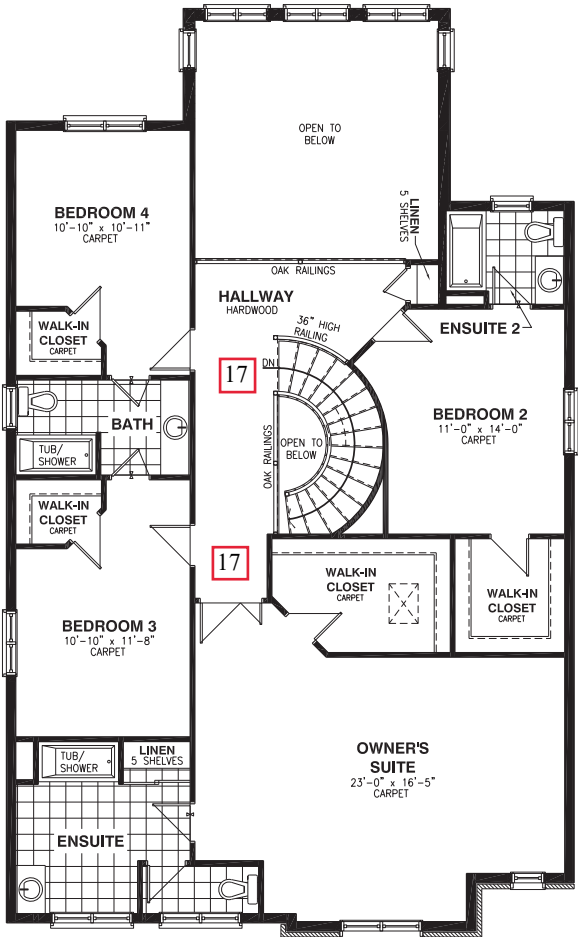 OPEN TO
BELOW
BEDROOM 4
10'-10" x 10'-11"
CARPET
LINEN
5 SHELVES
OAK RAILINGS
HALLWAY
HARDWOOD
36" HIGH
RAILING
ENSUITE 2
WALK-IN
CLOSET
CARPET
DN
17
BEDROOM 2
11'-0" x 14'-0"
CARPET
BATH
TUB/
SHOWER
OPEN TO
BELOW
OAK RAILINGS
WALK-IN
CLOSET
CARPET
17
WALK-IN
CLOSET
CARPET
WALK-IN
CLOSET
CARPET
BEDROOM 3
10'-10" x 11'-8"
CARPET
TUB/
SHOWER
LINEN
5 SHELVES
OWNER'S
SUITE
23'-0" x 16'-5"
CARPET
ENSUITE